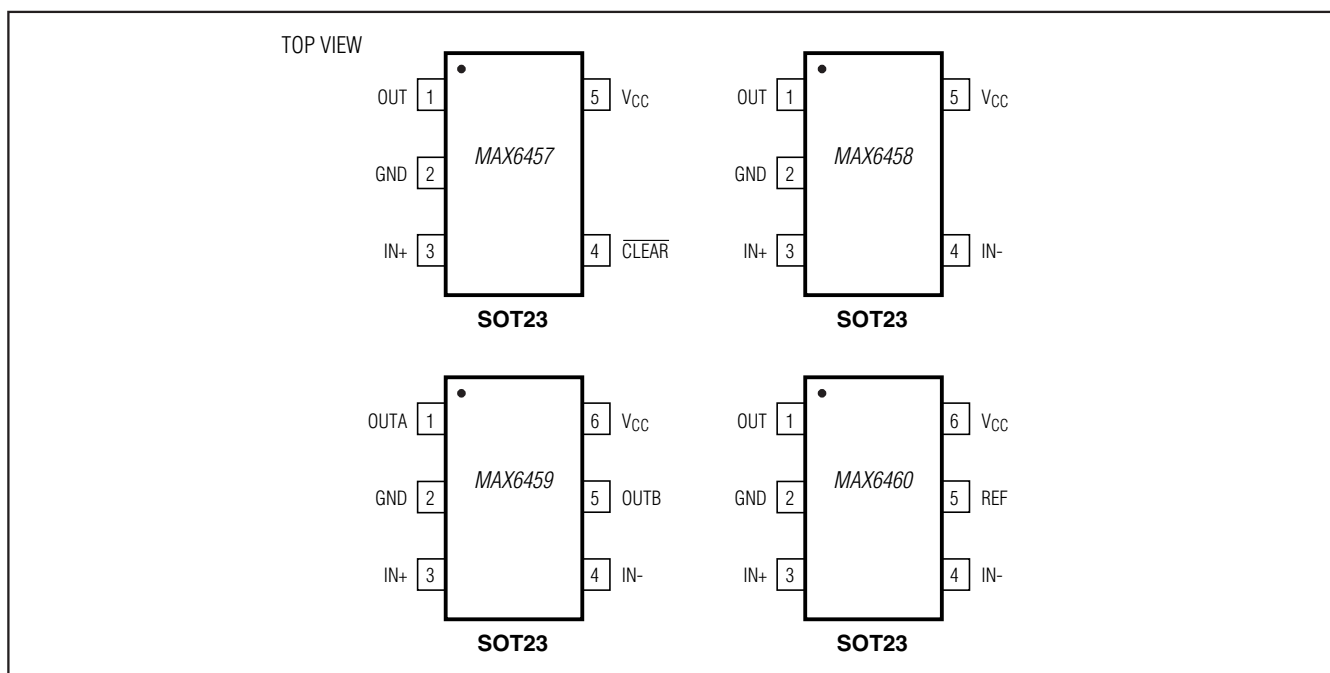 TOP VIEW
OUT 1 5 VCC
GND 2 MAX6457
IN+ 3 4 CLEAR
SOT23
OUT 1 5 VCC
GND 2 MAX6458
IN+ 3 4 IN-
SOT23
OUTA 1 6 VCC
MAX6459
GND 2 5 OUTB
IN+ 3 4 IN-
SOT23
OUT 1 6 VCC
MAX6460
GND 2 5 REF
IN+ 3 4 IN-
SOT23